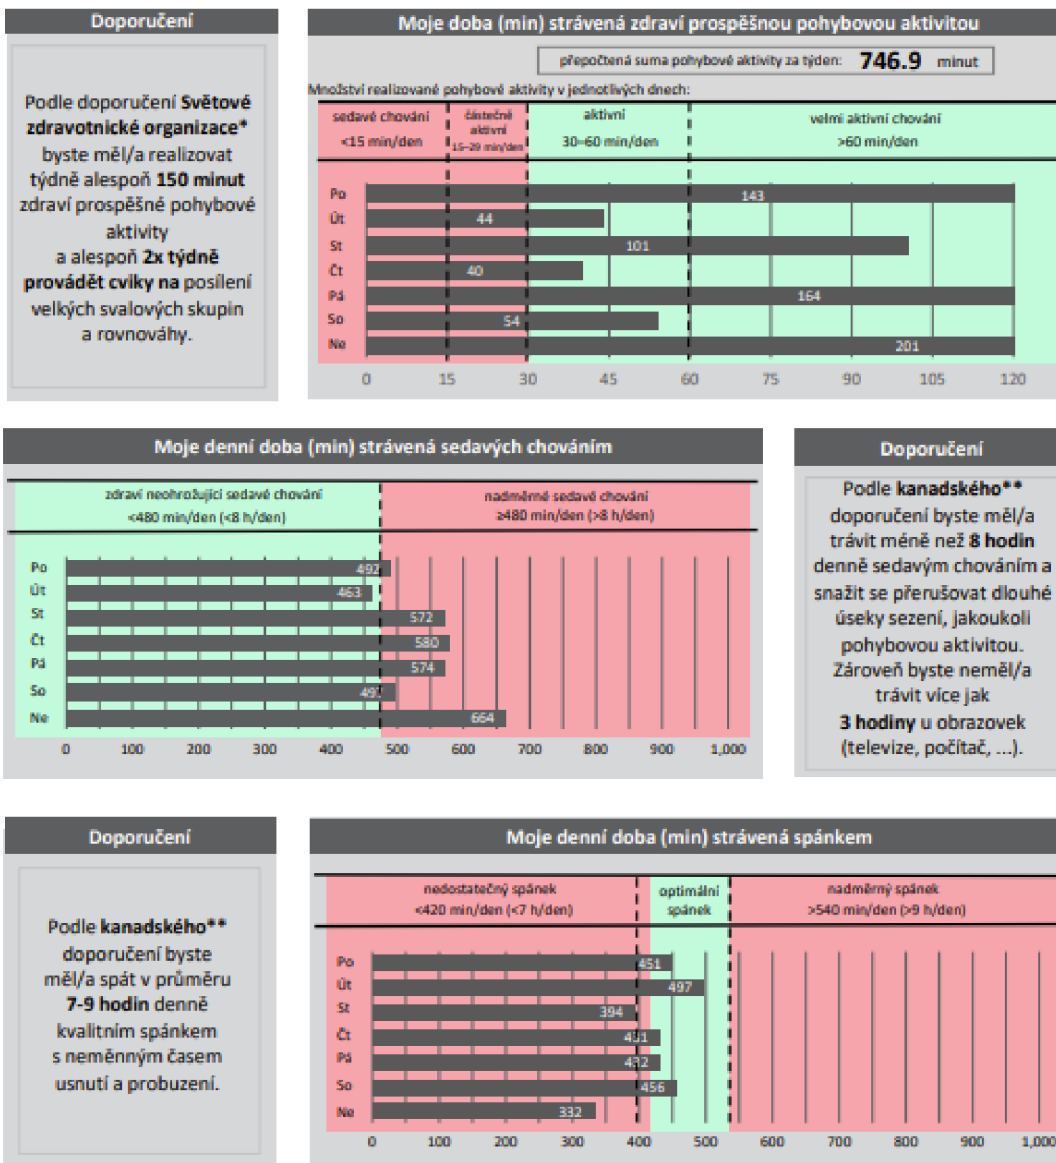 Doporučení
Podle doporučení Světové
zdravotnické organizace*
byste měl/a realizovat
týdně alespoň 150 minut
zdraví prospěšné pohybové
aktivity
a alespoň 2x týdně
provádět cviky na posílení
velkých svalových skupin
a rovnováhy.
Moje doba (min) strávená zdraví prospěšnou pohybovou aktivitou
přepočtená suma pohybové aktivity za týden: 746.9 minut
Množství realizované pohybové aktivity v jednotlivých dnech:
sedavé chování
<15 min/den
částečně
aktivní
15–29 min/den
aktivní
30–60 min/den
velmi aktivní chování
>60 min/den
Po 143
Út 44
St 101
Čt 40
Pá 164
So 54
Ne 201
0 15 30 45 60 75 90 105 120
Moje denní doba (min) strávená sedavých chováním
zdraví neohrožující sedavé chování
<480 min/den (<8 h/den)
nadměrné sedavé chování
≥480 min/den (>8 h/den)
Po 492
Út 463
St 572
Čt 580
Pá 574
So
Ne 664
0 100 200 300 400 500 600 700 800 900 1,000
Doporučení
Podle kanadského**
doporučení byste měl/a
trávit méně než 8 hodin
denně sedavým chováním a
snažit se přerušovat dlouhé
úseky sezení, jakoukoli
pohybovou aktivitou.
Zároveň byste neměl/a
trávit více jak
3 hodiny u obrazovek
(televize, počítač, ...).
Doporučení
Podle kanadského**
doporučení byste
měl/a spát v průměru
7-9 hodin denně
kvalitním spánkem
s neměnným časem
usnutí a probuzení.
Moje denní doba (min) strávená spánkem
nedostatečný spánek
<420 min/den (<7 h/den)
optimální
spánek
nadměrný spánek
>540 min/den (>9 h/den)
Po 451
Út 497
St 394
Čt
Pá
So 456
Ne 332
0 100 200 300 400 500 600 700 800 900 1,000